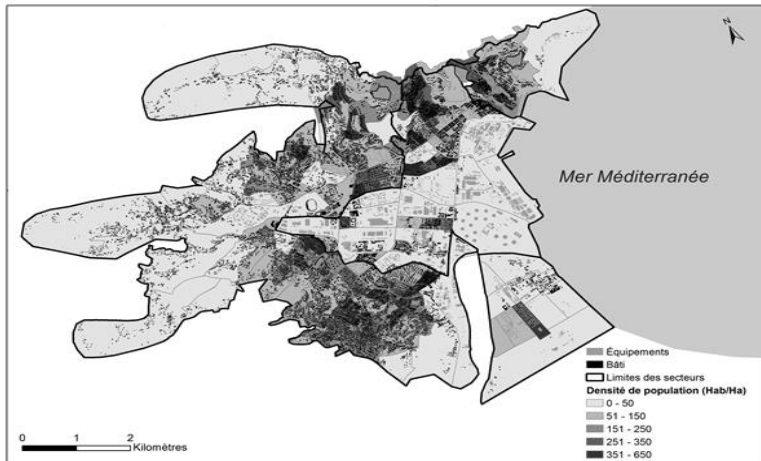 N
Mer Méditerranée
Équipements
Bâti
Limites des secteurs
Densité de population (Hab/Ha)
0 - 50
51 - 150
151 - 250
251 - 350
351 - 650
0 1 2
Kilomètres